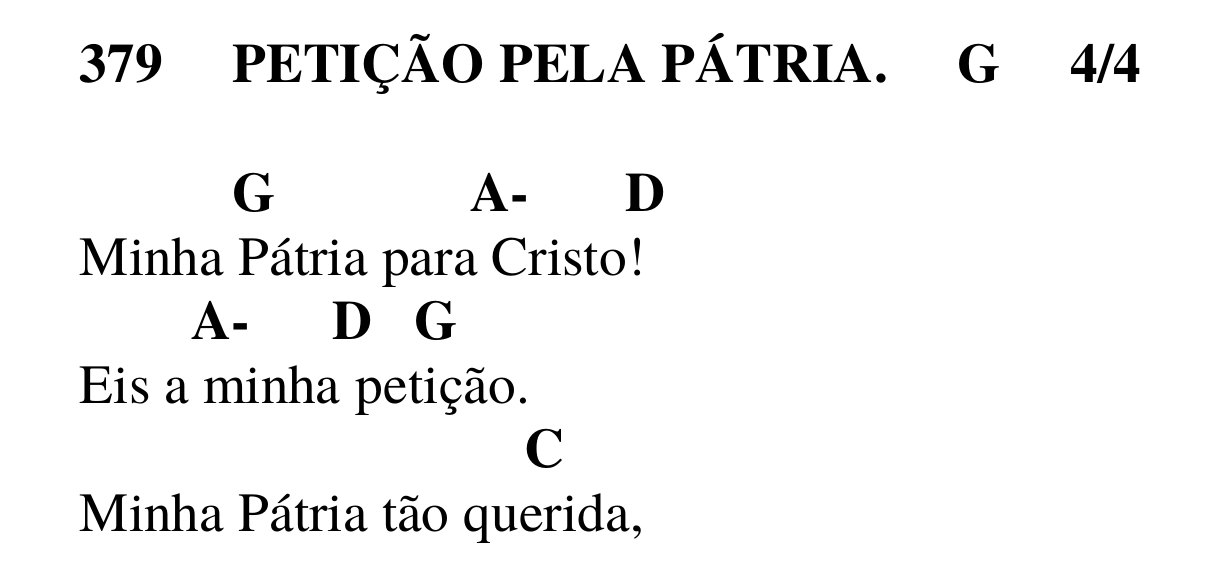 379 PETIÇÃO PELA PÁTRIA. G 4/4
G A- D
Minha Pátria para Cristo!
A- D G
Eis a minha petição.
C
Minha Pátria tão querida,